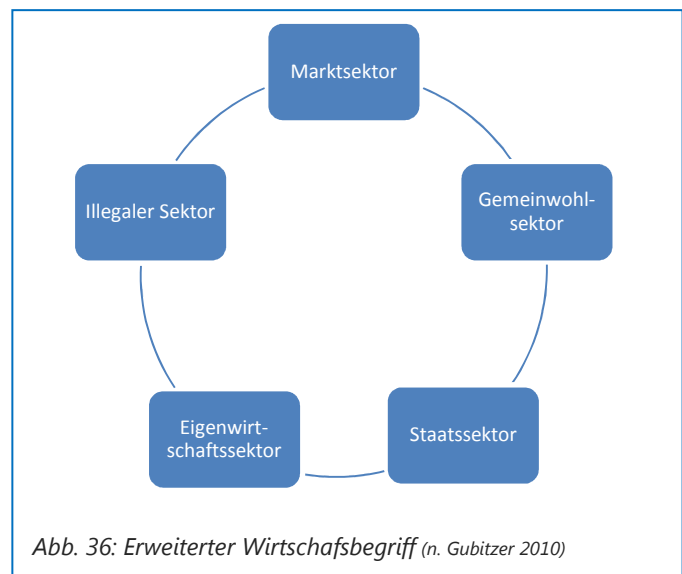 Marktsektor
Illegaler Sektor
Gemeinwohl-
sektor
Eigenwirt-
schaftssektor
Staatssektor
Abb. 36: Erweiterter Wirtschafsbegriff (n. Gubitzer 2010)